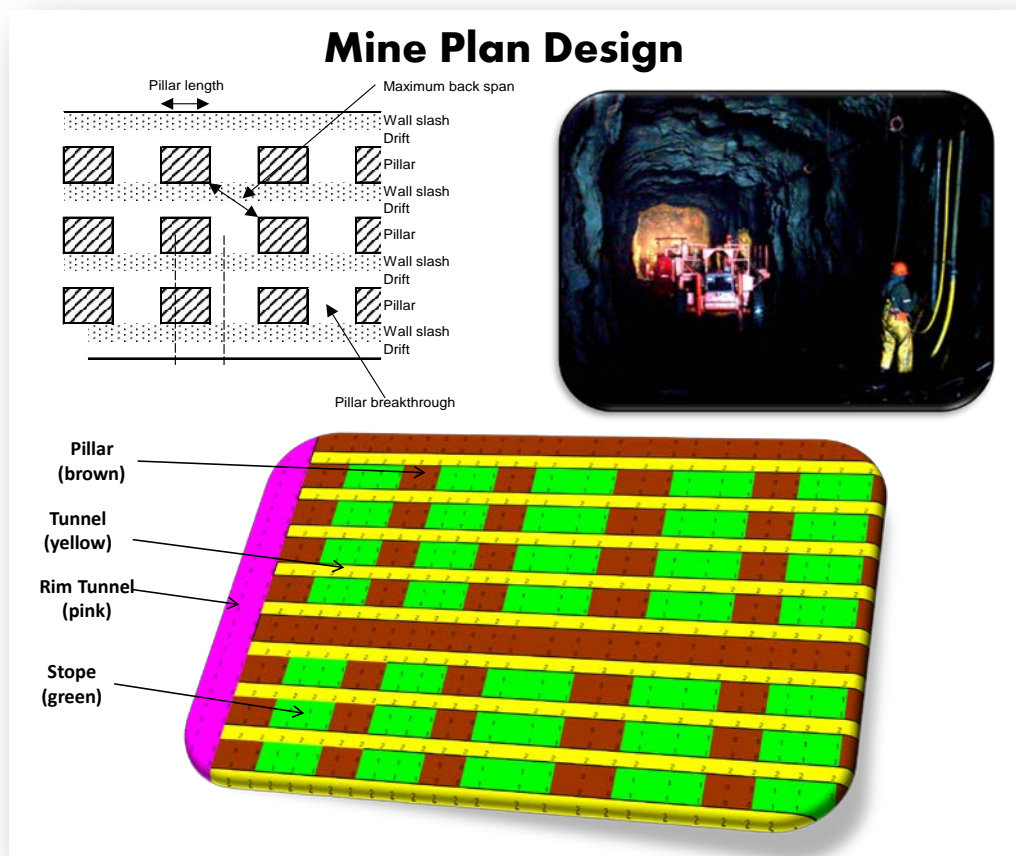 Mine Plan Design
Pillar length
Maximum back span
Wall slash
Drift
Pillar
Wall slash
Drift
Pillar
Wall slash
Drift
Pillar
Wall slash
Drift
Pillar breakthrough
Pillar
(brown)
Tunnel
(yellow)
Rim Tunnel
(pink)
Stope
(green)